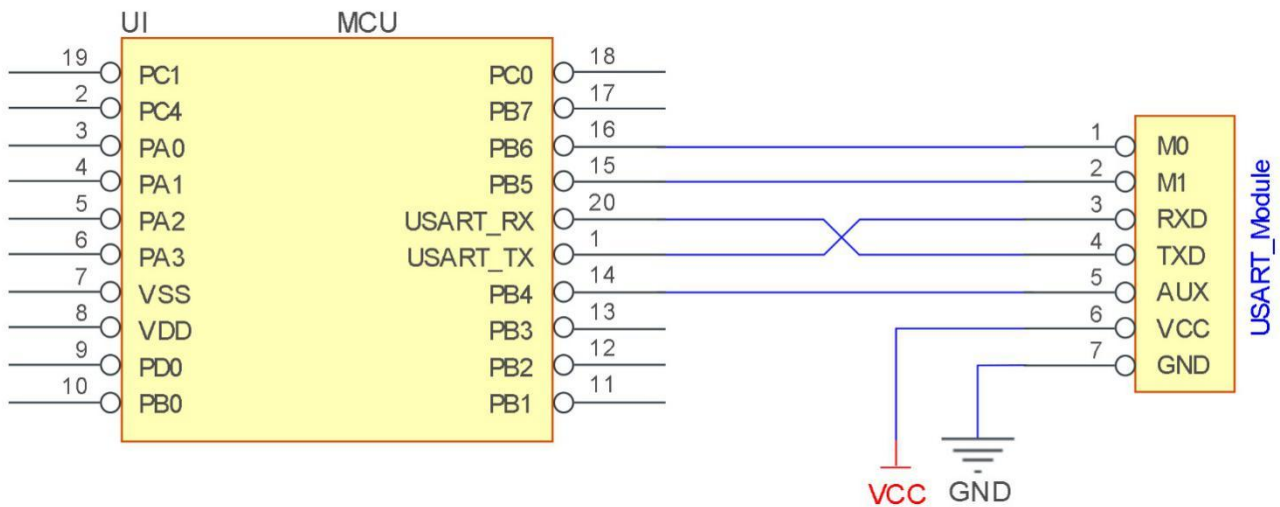 UI MCU
19 PC1 PC0 18
2 PC4 PB7 17
3 PA0 PB6 16 1 M0
4 PA1 PB5 15 2 M1
5 PA2 USART_RX 20 3 RXD
6 PA3 USART_TX 1 4 TXD
7 VSS PB4 14 5 AUX
8 VDD PB3 13 6 VCC
9 PD0 PB2 12 7 GND
10 PB0 PB1 11
USART_Module
VCC GND